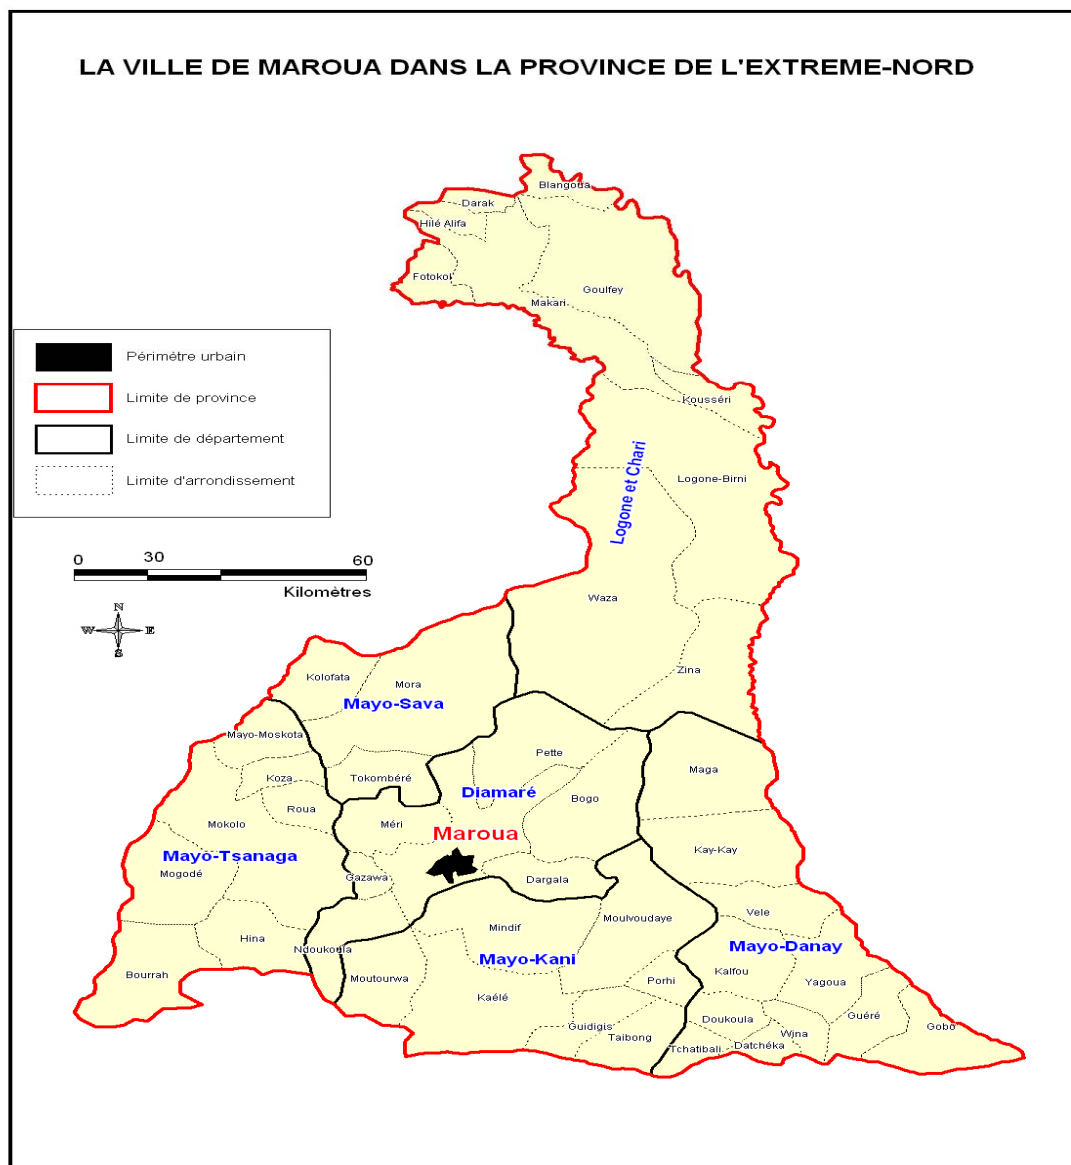 LA VILLE DE MAROUA DANS LA PROVINCE DE L'EXTREME-NORD
Blangoua
Darak
Hilé Alifa
Fotokol
Goulfey
Makari
Périmètre urbain
Limite de province
Limite de département
Limite d'arrondissement
Kousséri
Logone et Chari
Logone-Birni
0 30 60
Kilomètres
N
W E
S
Waza
Zina
Kolofata
Mora
Mayo-Sava
Mayo-Moskota
Pette
Maga
Koza
Tokombéré
Diamaré
Bogo
Roua
Mokolo
Méri
Maroua
Kay-Kay
Mayo-Tsanaga
Mogodé
Gazawa
Dargala
Vele
Moulvoudaye
Mindif
Hina
Ndoukoula
Mayo-Danay
Mayo-Kani
Bourrah
Moutourwa
Porhi
Kalfou
Yagoua
Kaélé
Guéré
Doukoula
Gobo
Guidigis
Wina
Taibong
Datchéka
Tchatibali